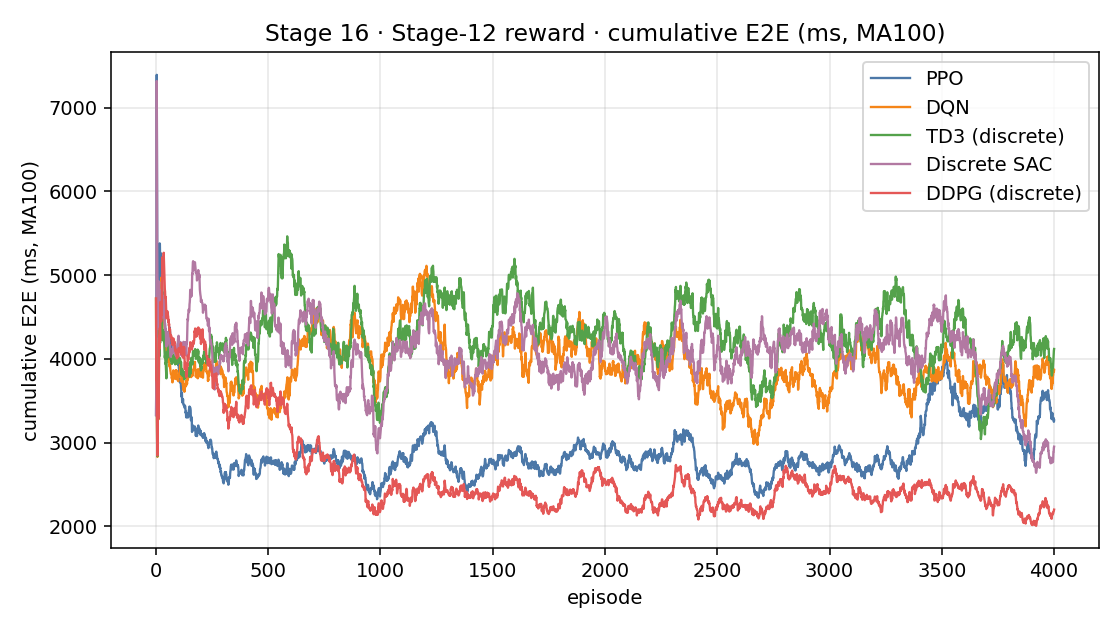 Stage 16 · Stage-12 reward · cumulative E2E (ms, MA100)
cumulative E2E (ms, MA100)
7000
6000
5000
4000
3000
2000
PPO
DQN
TD3 (discrete)
Discrete SAC
DDPG (discrete)
0 500 1000 1500 2000 2500 3000 3500 4000
episode